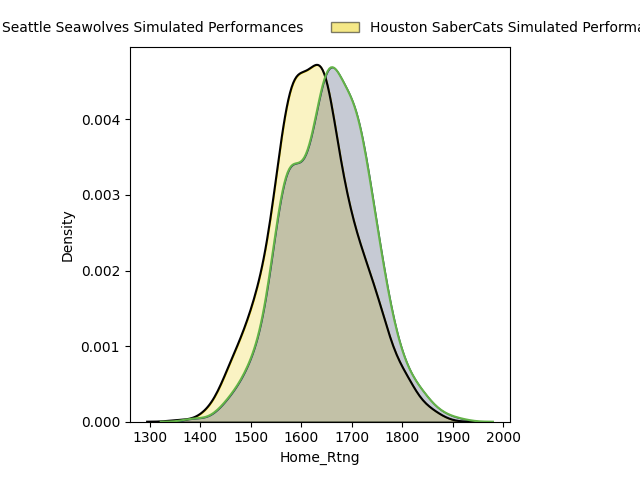 Seattle Seawolves Simulated Performances Houston SaberCats Simulated
0.004
0.003
0.002
0.001
0.000
Density
1300 1400 1500 1600 1700 1800 1900 2000
Home_Rtng